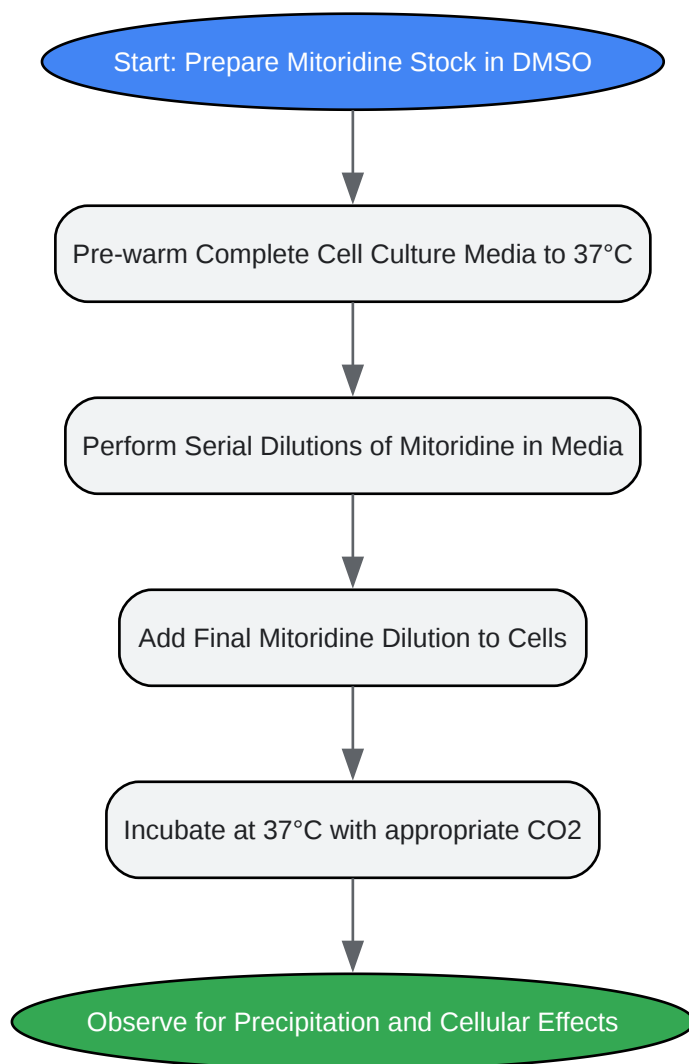 Start: Prepare Mitoridine Stock in DMSO
Pre-warm Complete Cell Culture Media to 37°C
Perform Serial Dilutions of Mitoridine in Media
Add Final Mitoridine Dilution to Cells
Incubate at 37°C with appropriate CO2
Observe for Precipitation and Cellular Effects